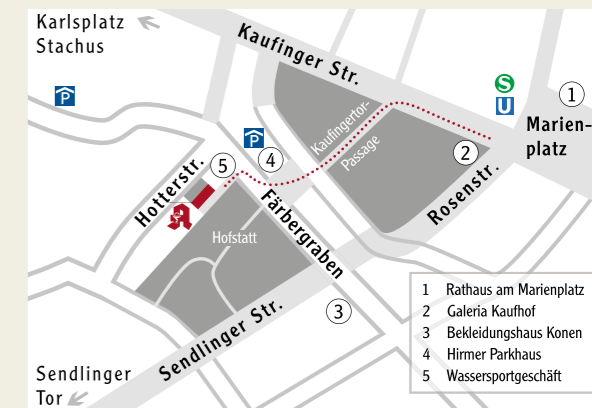 Karlsplatz
Stachus
Kaufinger Str.
P
S
U
1
Marien-
platz
P
4
Kaufingertor-
Passage
2
5
Hotterstr.
Rosenstr.
Färbergraben
Hofstatt
3
Sendlinger Str.
Sendlinger
Tor
1 Rathaus am Marienplatz
2 Galeria Kaufhof
3 Bekleidungshaus Konen
4 Hirmer Parkhaus
5 Wassersportgeschäft